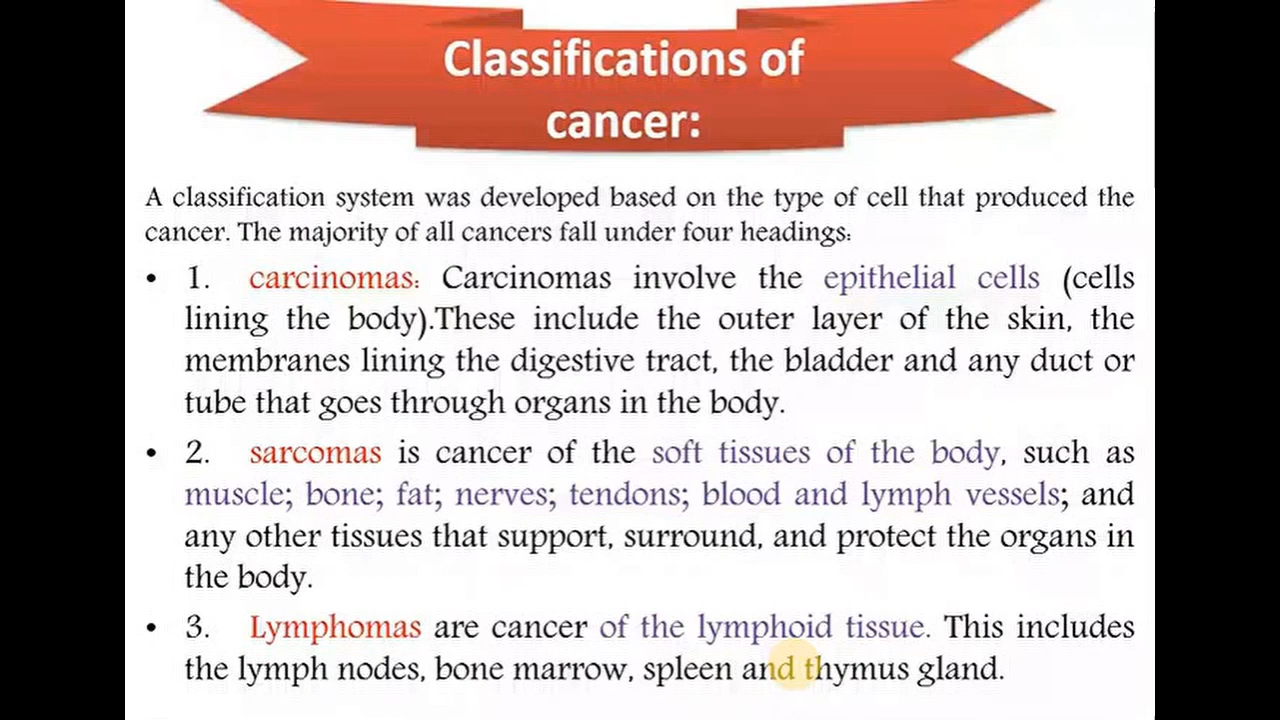 Classifications of
cancer:
A classification system was developed based on the type of cell that produced the
cancer. The majority of all cancers fall under four headings:
• 1. carcinomas: Carcinomas involve the epithelial cells (cells
lining the body).These include the outer layer of the skin, the
membranes lining the digestive tract, the bladder and any duct or
tube that goes through organs in the body.
• 2. sarcomas is cancer of the soft tissues of the body, such as
muscle; bone; fat; nerves; tendons; blood and lymph vessels; and
any other tissues that support, surround, and protect the organs in
the body.
• 3. Lymphomas are cancer of the lymphoid tissue. This includes
the lymph nodes, bone marrow, spleen and thymus gland.